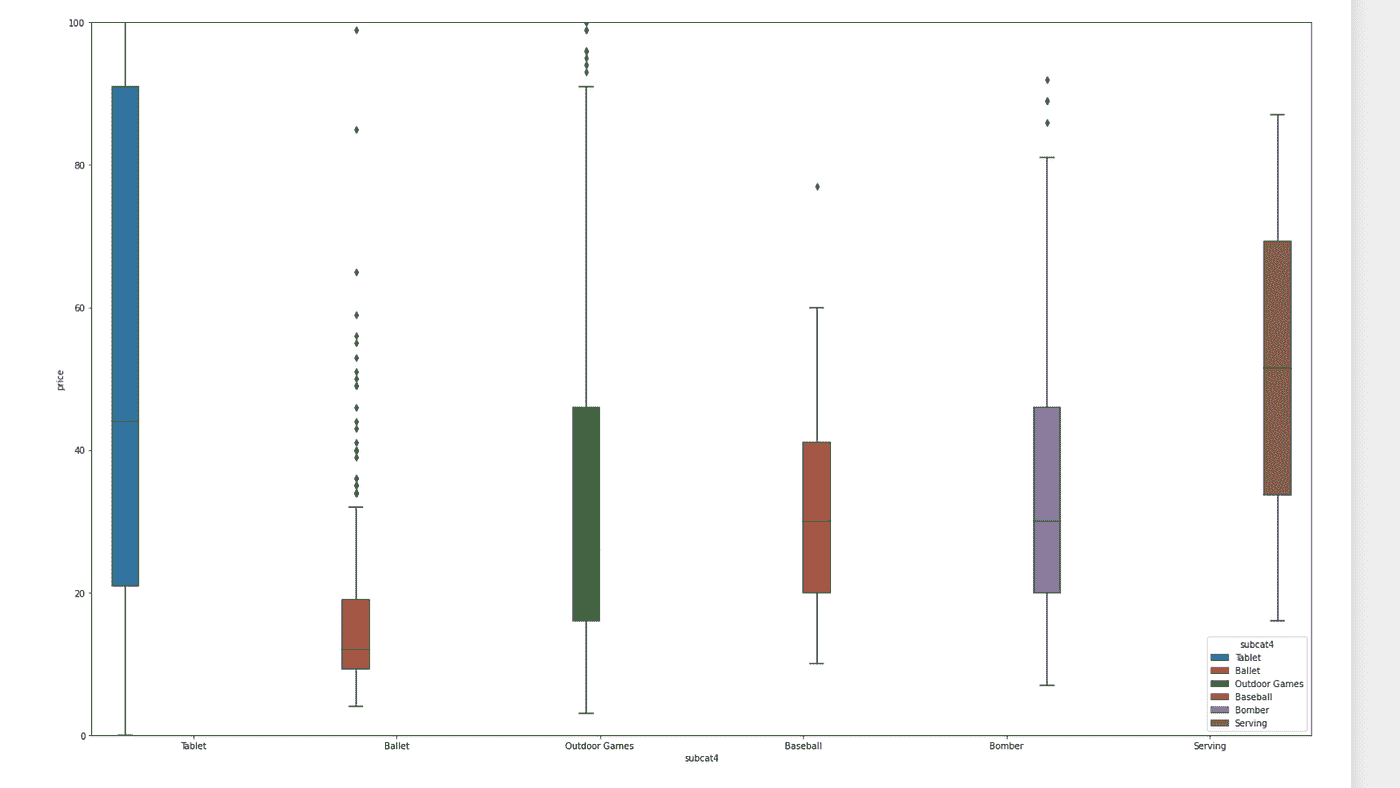 100
80
60
40
20
0
price
Tablet Ballet Outdoor Games Baseball Bomber Serving
subcat4
subcat4
Tablet
Ballet
Outdoor Games
Baseball
Bomber
Serving